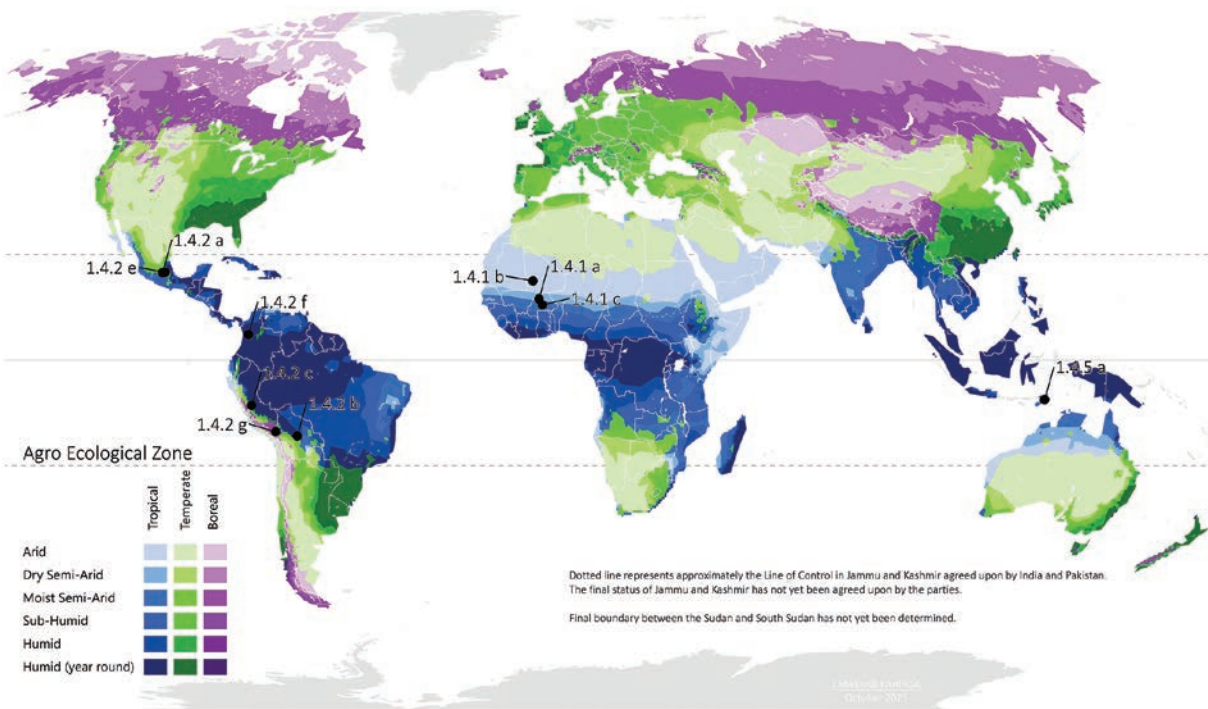 1.4.2 a
1.4.2 e
1.4.1 a
1.4.1 b
1.4.1 c
1.4.2 f
1.4.2 c
1.4.2 b
1.4.5 a
1.4.2 g
Agro Ecological Zone
Tropical
Temperate
Boreal
Arid
Dry Semi-Arid
Moist Semi-Arid
Sub-Humid
Humid
Humid (year round)
Dotted line represents approximately the Line of Control in Jammu and Kashmir agreed upon by India and Pakistan.
The final status of Jammu and Kashmir has not yet been agreed upon by the parties.
Final boundary between the Sudan and South Sudan has not yet been determined.
October